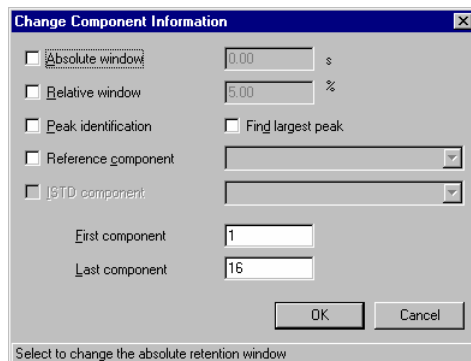 Change Component Information
Absolute window 0.00 s
Relative window 5.00 %
Peak identification Find largest peak
Reference component
ISTD component
First component 1
Last component 16
OK Cancel
Select to change the absolute retention window